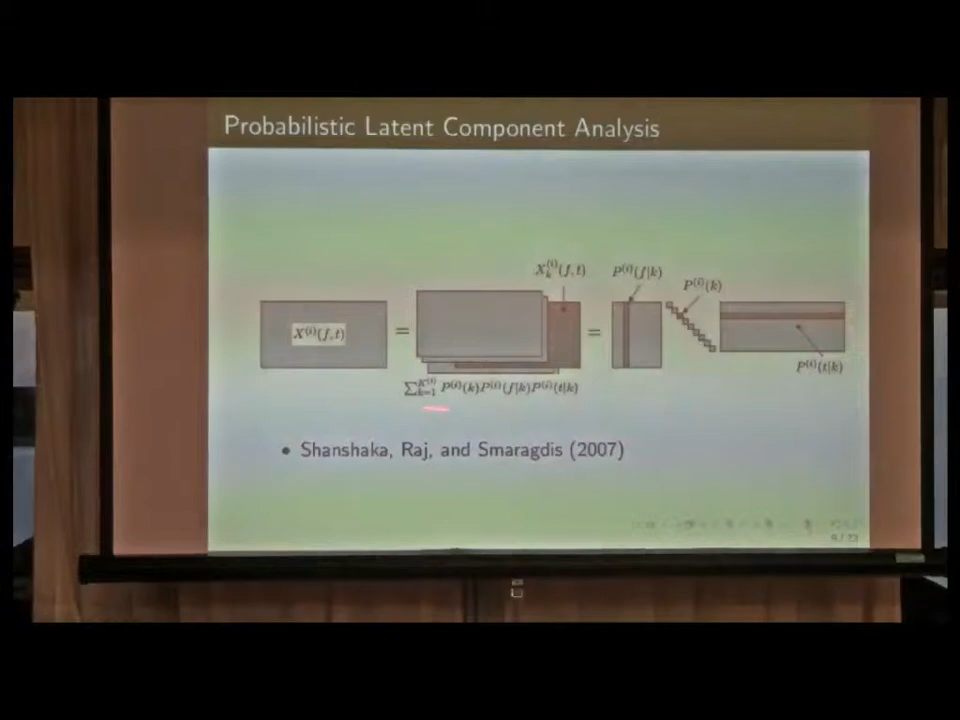 Probabilistic Latent Component Analysis
X_k^{(i)}(f,t)
P^{(i)}(f|k)
P^{(i)}(k)
X^{(i)}(f,t)
=
=
P^{(i)}(t|k)
∑_{k=1}^{K^{(i)}} P^{(i)}(k)P^{(i)}(f|k)P^{(i)}(t|k)
• Shanshaka, Raj, and Smaragdis (2007)